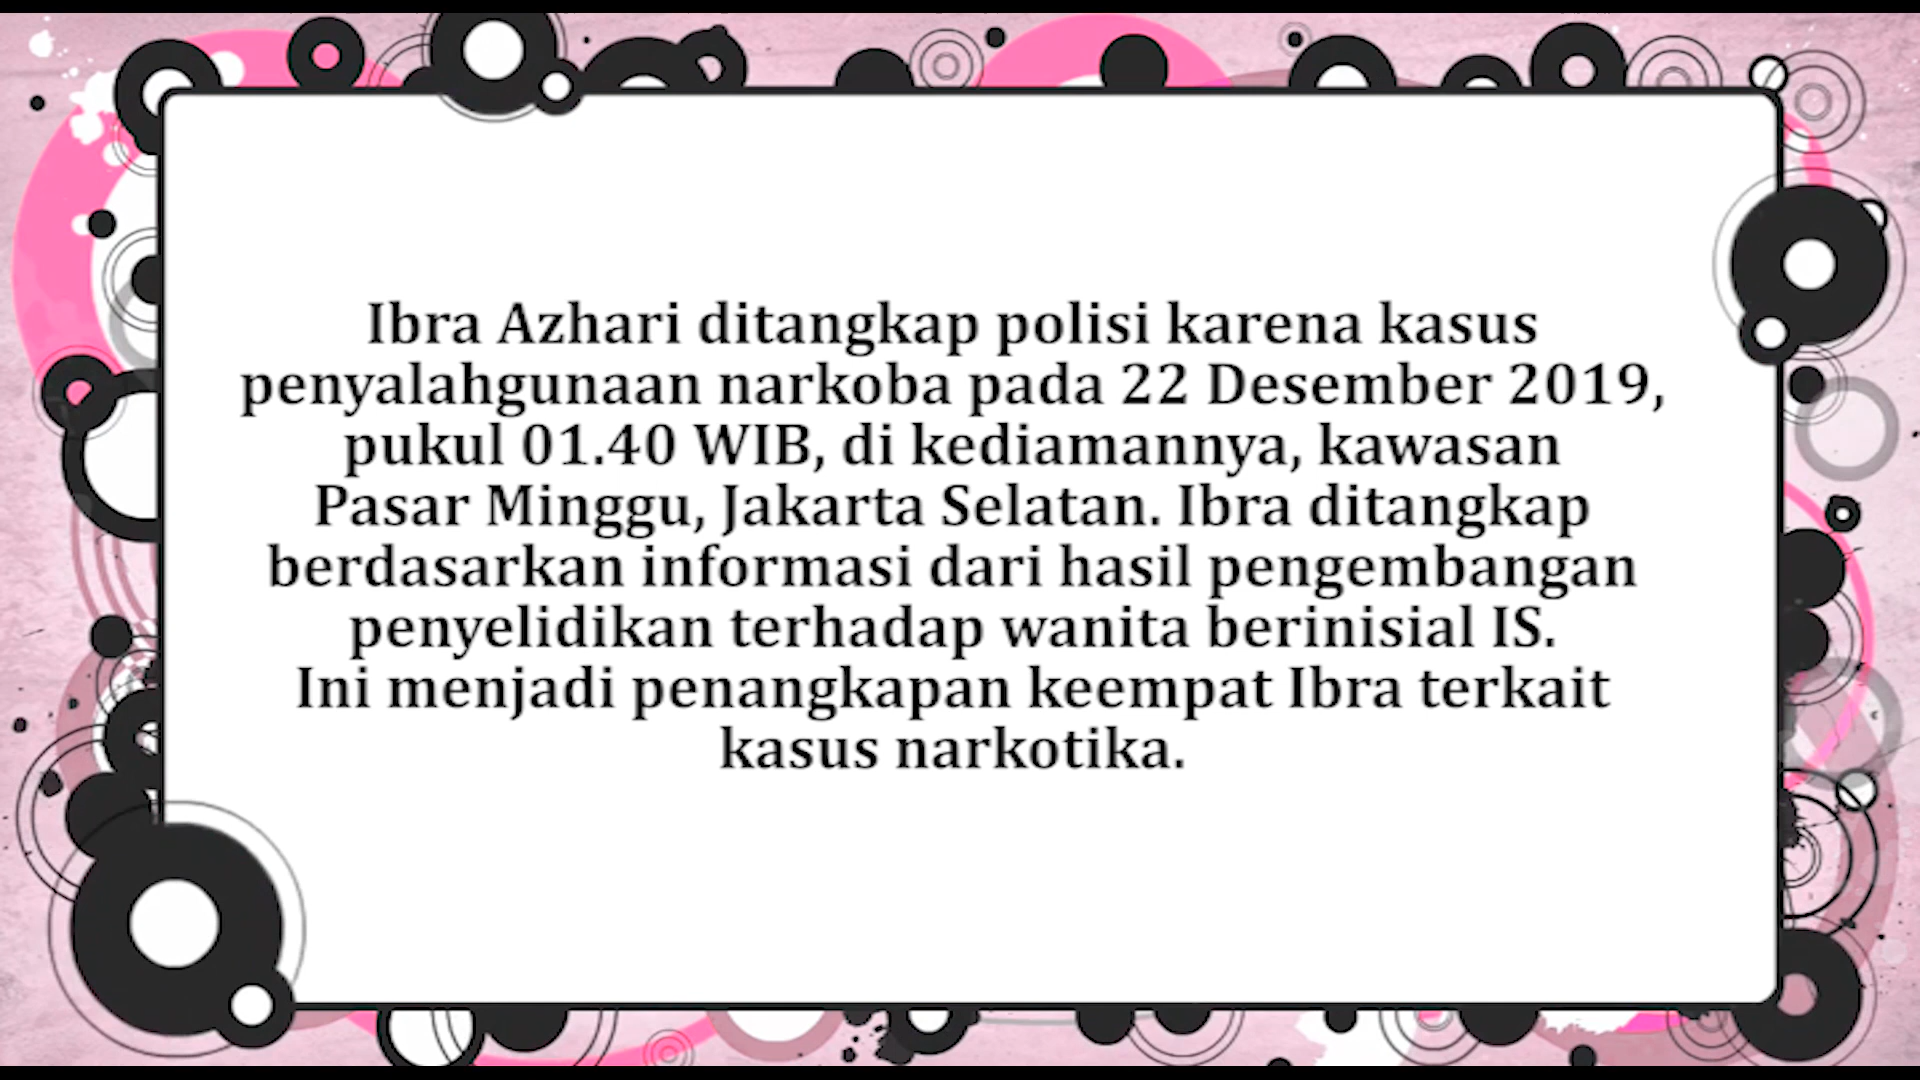 Ibra Azhari ditangkap polisi karena kasus
penyalahgunaan narkoba pada 22 Desember 2019,
pukul 01.40 WIB, di kediamannya, kawasan
Pasar Minggu, Jakarta Selatan. Ibra ditangkap
berdasarkan informasi dari hasil pengembangan
penyelidikan terhadap wanita berinisial IS.
Ini menjadi penangkapan keempat Ibra terkait
kasus narkotika.